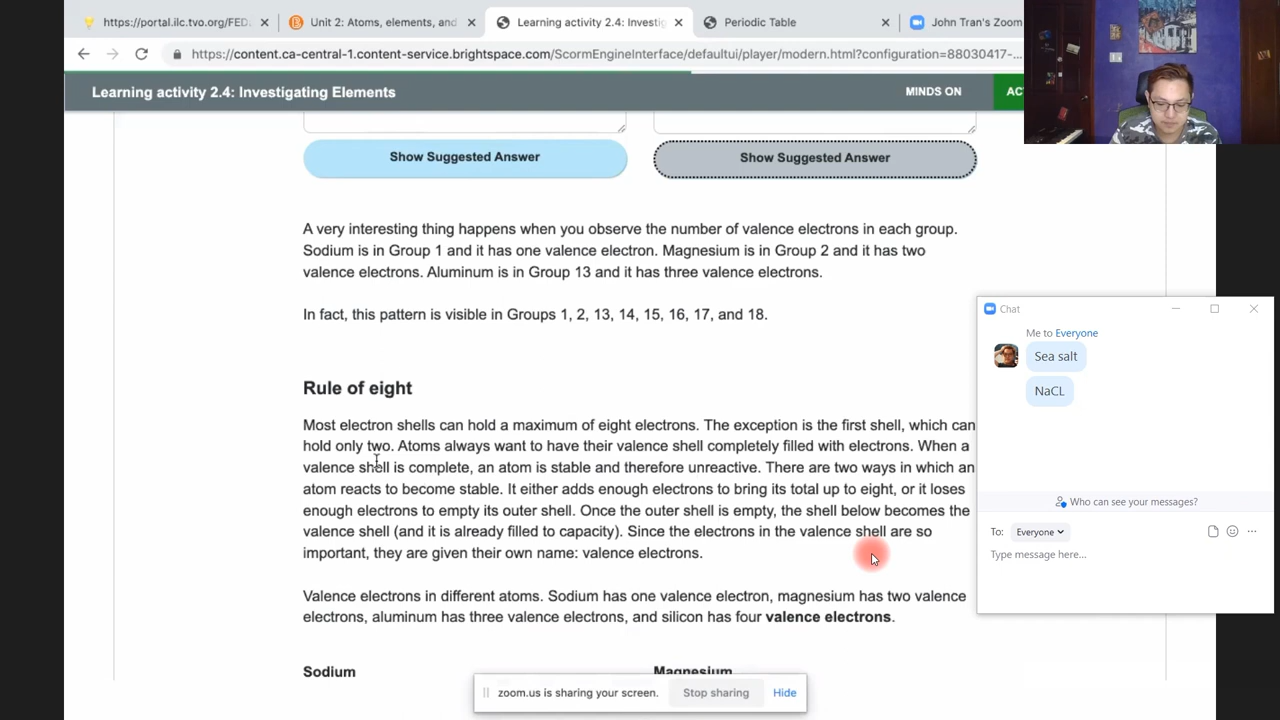 https://portal.ilc.tvo.org/FED
Unit 2: Atoms, elements, and
Learning activity 2.4: Investig
Periodic Table
John Tran's Zoom
https://content.ca-central-1.content-service.brightspace.com/ScormEngineInterface/defaultui/player/modern.html?configuration=88030417-...
Learning activity 2.4: Investigating Elements
MINDS ON
AC
Show Suggested Answer
Show Suggested Answer
A very interesting thing happens when you observe the number of valence electrons in each group.
Sodium is in Group 1 and it has one valence electron. Magnesium is in Group 2 and it has two
valence electrons. Aluminum is in Group 13 and it has three valence electrons.
In fact, this pattern is visible in Groups 1, 2, 13, 14, 15, 16, 17, and 18.
Rule of eight
Most electron shells can hold a maximum of eight electrons. The exception is the first shell, which can
hold only two. Atoms always want to have their valence shell completely filled with electrons. When a
valence shell is complete, an atom is stable and therefore unreactive. There are two ways in which an
atom reacts to become stable. It either adds enough electrons to bring its total up to eight, or it loses
enough electrons to empty its outer shell. Once the outer shell is empty, the shell below becomes the
valence shell (and it is already filled to capacity). Since the electrons in the valence shell are so
important, they are given their own name: valence electrons.
Valence electrons in different atoms. Sodium has one valence electron, magnesium has two valence
electrons, aluminum has three valence electrons, and silicon has four valence electrons.
Sodium
Magnesium
zoom.us is sharing your screen.
Stop sharing
Hide
Chat
Me to Everyone
Sea salt
NaCL
Who can see your messages?
To: Everyone
Type message here...